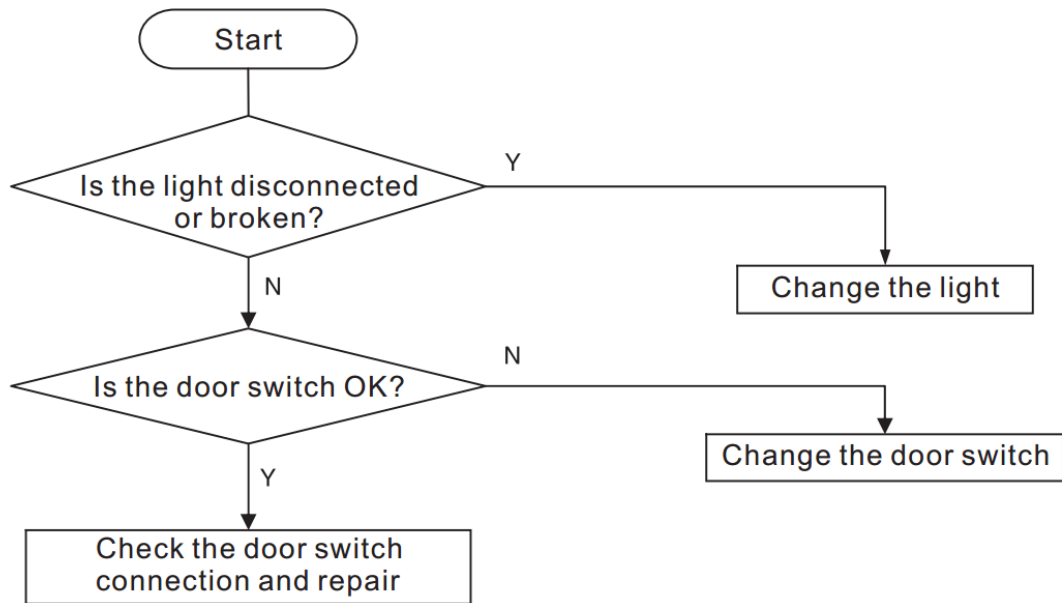 Start
Is the light disconnected
or broken?
Y
Change the light
N
Is the door switch OK?
N
Change the door switch
Y
Check the door switch
connection and repair